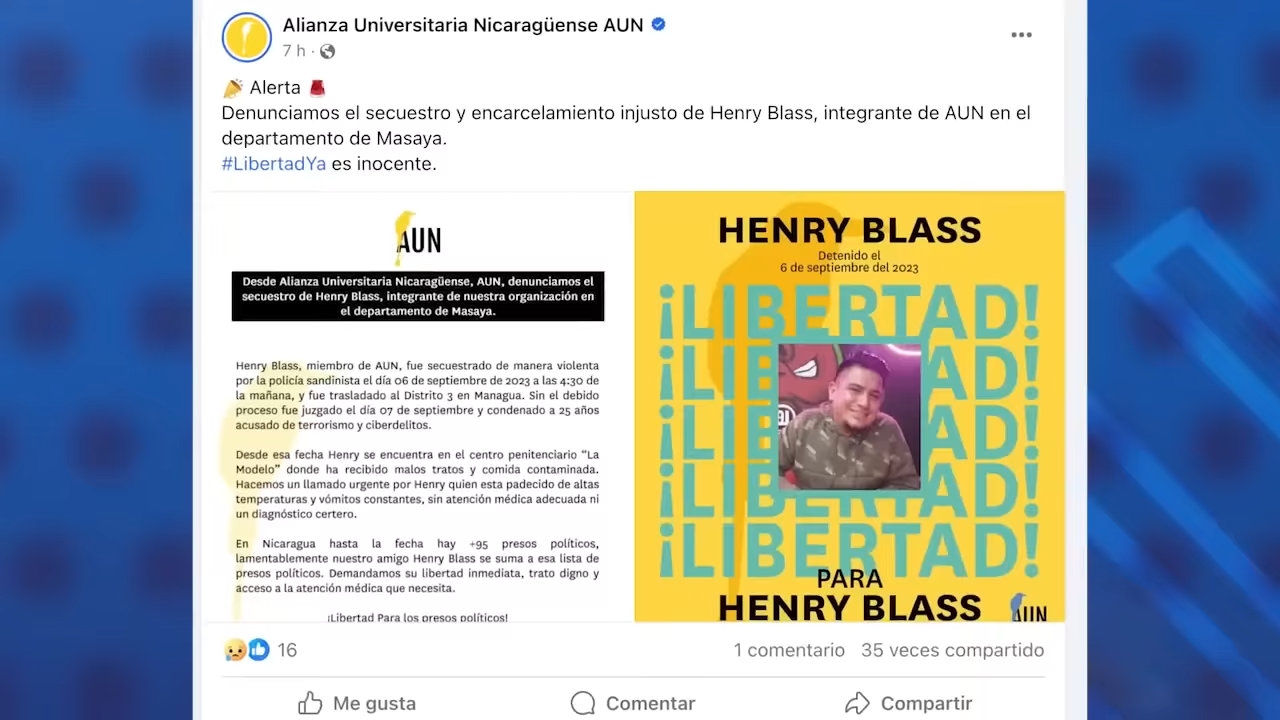 Alianza Universitaria Nicaragüense AUN
7 h ·
Alerta
Denunciamos el secuestro y encarcelamiento injusto de Henry Blass, integrante de AUN en el
departamento de Masaya.
#LibertadYa es inocente.
AUN
Desde Alianza Universitaria Nicaragüense, AUN, denunciamos el
secuestro de Henry Blass, integrante de nuestra organización en
el departamento de Masaya.
Henry Blass, miembro de AUN, fue secuestrado de manera violenta
por la policía sandinista el día 06 de septiembre de 2023 a las 4:30 de
la mañana, y fue trasladado al Distrito 3 en Managua. Sin el debido
proceso fue juzgado el día 07 de septiembre y condenado a 25 años
acusado de terrorismo y ciberdelitos.
Desde esa fecha Henry se encuentra en el centro penitenciario “La
Modelo” donde ha recibido malos tratos y comida contaminada.
Hacemos un llamado urgente por Henry quien esta padecido de altas
temperaturas y vómitos constantes, sin atención médica adecuada ni
un diagnóstico certero.
En Nicaragua hasta la fecha hay +95 presos políticos,
lamentablemente nuestro amigo Henry Blass se suma a esa lista de
presos políticos. Demandamos su libertad inmediata, trato digno y
acceso a la atención médica que necesita.
¡Libertad Para los presos políticos!
HENRY BLASS
Detenido el
6 de septiembre del 2023
¡LIBERTAD!
¡LIBERTAD!
¡LIBERTAD!
¡LIBERTAD!
¡LIBERTAD!
PARA
HENRY BLASS
AUN
16
1 comentario 35 veces compartido
Me gusta Comentar Compartir